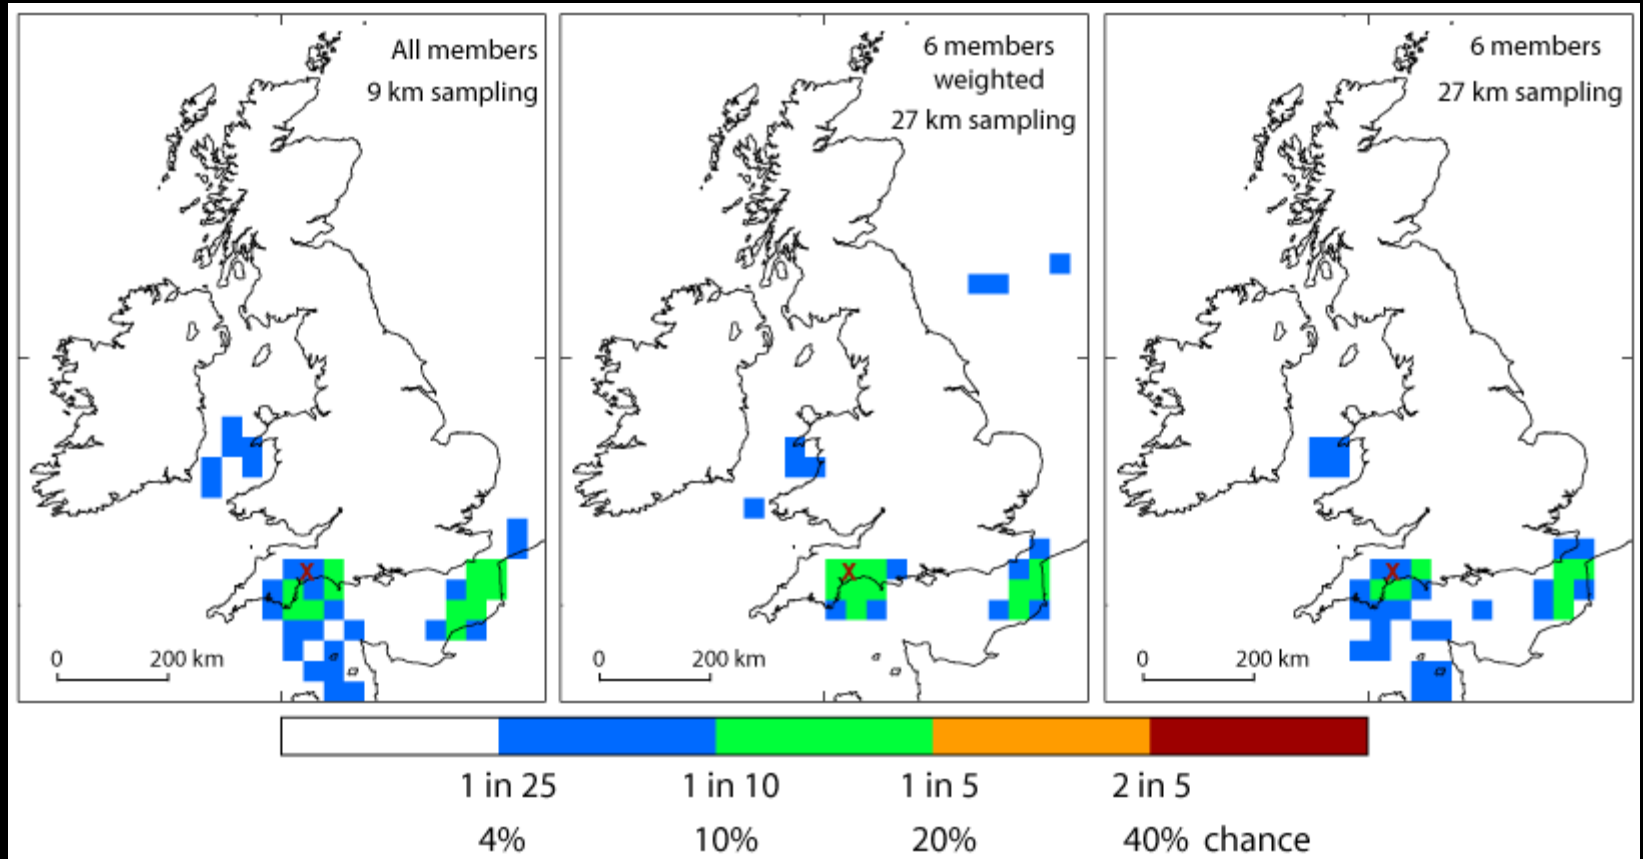 All members
9 km sampling
0 200 km
X
6 members
weighted
27 km sampling
0 200 km
X
6 members
27 km sampling
0 200 km
X
1 in 25 1 in 10 1 in 5 2 in 5
4% 10% 20% 40% chance